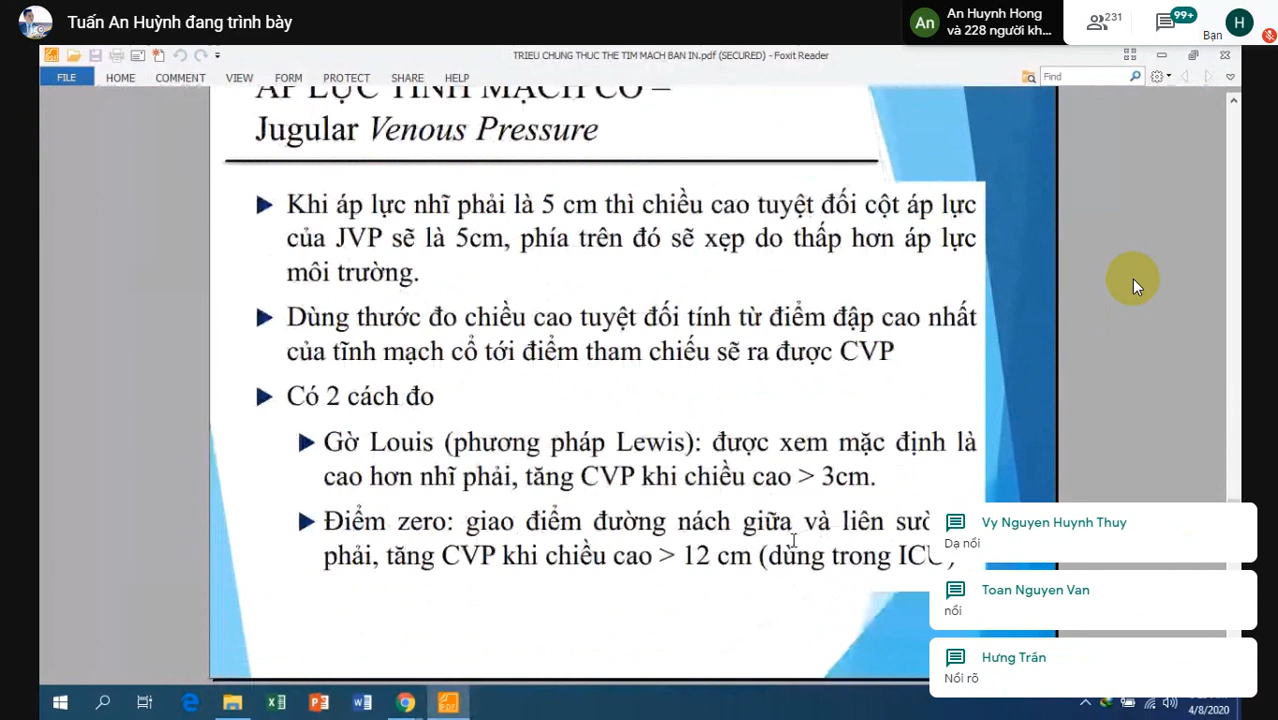 Tuấn An Huỳnh đang trình bày
An
An Huynh Hong
và 228 người kh...
231
99+
H
Bạn
TRIEU CHUNG THUC THE TIM MACH BAN IN.pdf (SECURED) - Foxit Reader
FILE HOME COMMENT VIEW FORM PROTECT SHARE HELP
Find
ÁP LỰC TĨNH MẠCH CỔ –
Jugular Venous Pressure
Khi áp lực nhĩ phải là 5 cm thì chiều cao tuyệt đối cột áp lực
của JVP sẽ là 5cm, phía trên đó sẽ xẹp do thấp hơn áp lực
môi trường.
Dùng thước đo chiều cao tuyệt đối tính từ điểm đập cao nhất
của tĩnh mạch cổ tới điểm tham chiếu sẽ ra được CVP
Có 2 cách đo
Gờ Louis (phương pháp Lewis): được xem mặc định là
cao hơn nhĩ phải, tăng CVP khi chiều cao > 3cm.
Điểm zero: giao điểm đường nách giữa và liên sườ
phải, tăng CVP khi chiều cao > 12 cm (dùng trong ICU)
Vy Nguyen Huynh Thuy
Dạ nổi
Toan Nguyen Van
nổi
Hưng Trần
Nổi rõ
4/8/2020